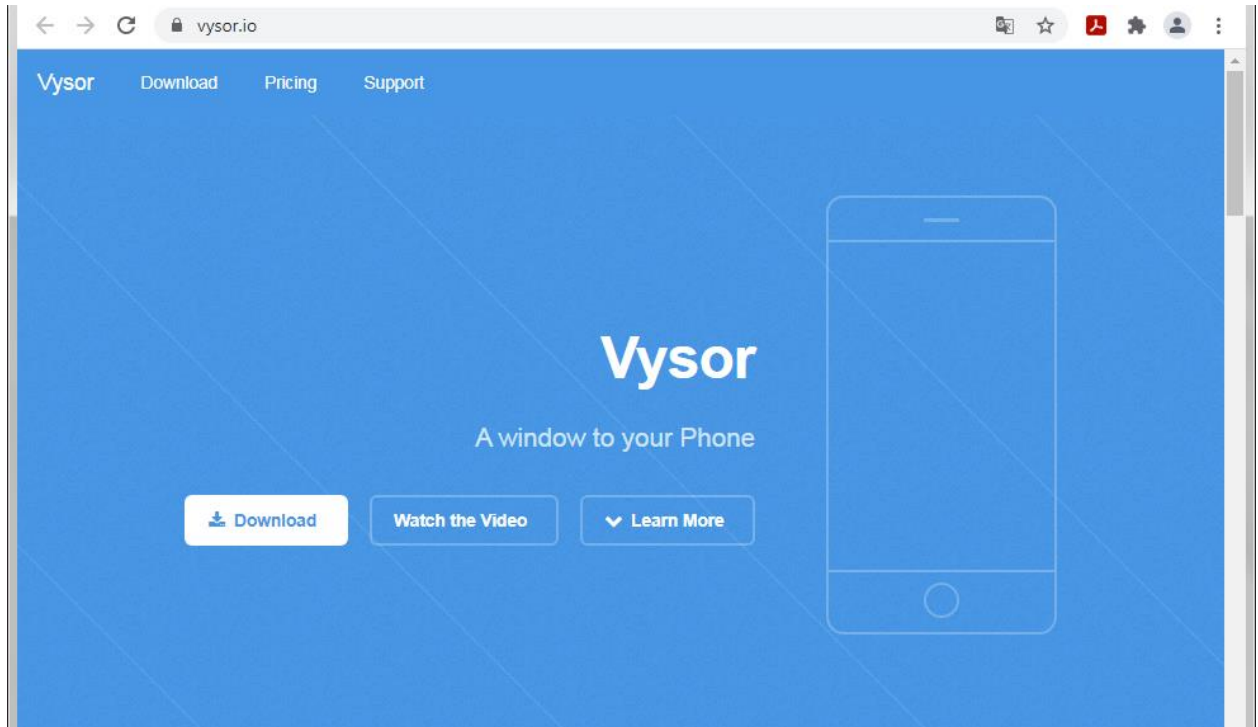 vysor.io
Vysor Download Pricing Support
Vysor
A window to your Phone
Download Watch the Video Learn More